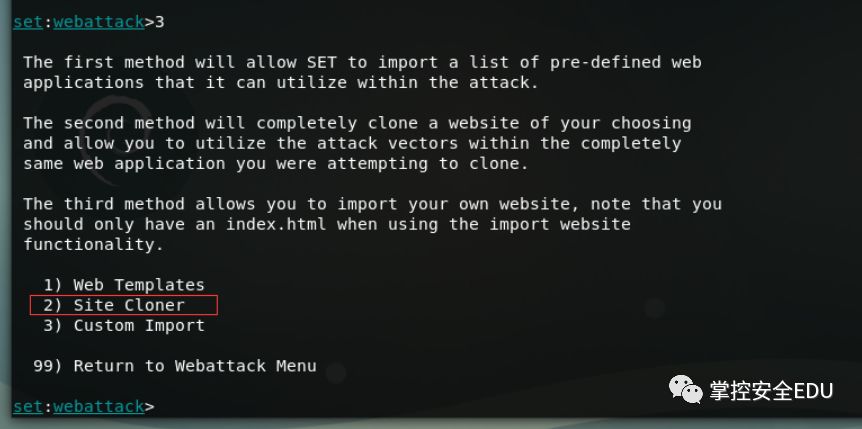 set:webattack>3
The first method will allow SET to import a list of pre-defined web
applications that it can utilize within the attack.
The second method will completely clone a website of your choosing
and allow you to utilize the attack vectors within the completely
same web application you were attempting to clone.
The third method allows you to import your own website, note that you
should only have an index.html when using the import website
functionality.
1) Web Templates
2) Site Cloner
3) Custom Import
99) Return to Webattack Menu
set:webattack>
掌控安全EDU